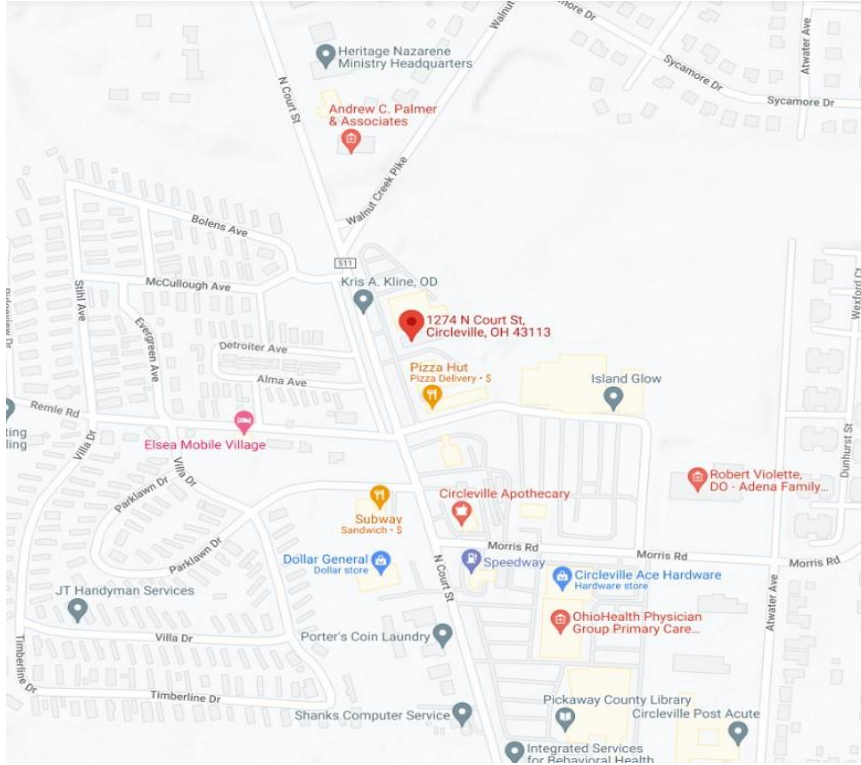 more Dr
Walnut
Atwater Ave
Heritage Nazarene
Ministry Headquarters
Sycamore Dr
Sycamore Dr
N Court St
Andrew C. Palmer
& Associates
Walnut Creek Pike
Bolens Ave
511
Kris A. Kline, OD
McCullough Ave
Stihl Ave
Wexford Ct
Evergreen Ave
1274 N Court St,
Circleville, OH 43113
Detroiter Ave
Pizza Hut
Pizza Delivery • $
Island Glow
Alma Ave
Remle Rd
ting
ling
Elsea Mobile Village
Villa Dr
Villa Dr
Dunhurst St
Parklawn Dr
Robert Violette,
DO - Adena Family...
Circleville Apothecary
Subway
Sandwich • $
Parklawn Dr
Morris Rd
Morris Rd
Morris Rd
Dollar General
Dollar store
Speedway
N Court St
Circleville Ace Hardware
Hardware store
JT Handyman Services
Atwater Ave
OhioHealth Physician
Group Primary Care...
Villa Dr
Porter's Coin Laundry
Timberline Dr
Timberline Dr
Pickaway County Library
Shanks Computer Service
Circleville Post Acute
Integrated Services
for Behavioral Health